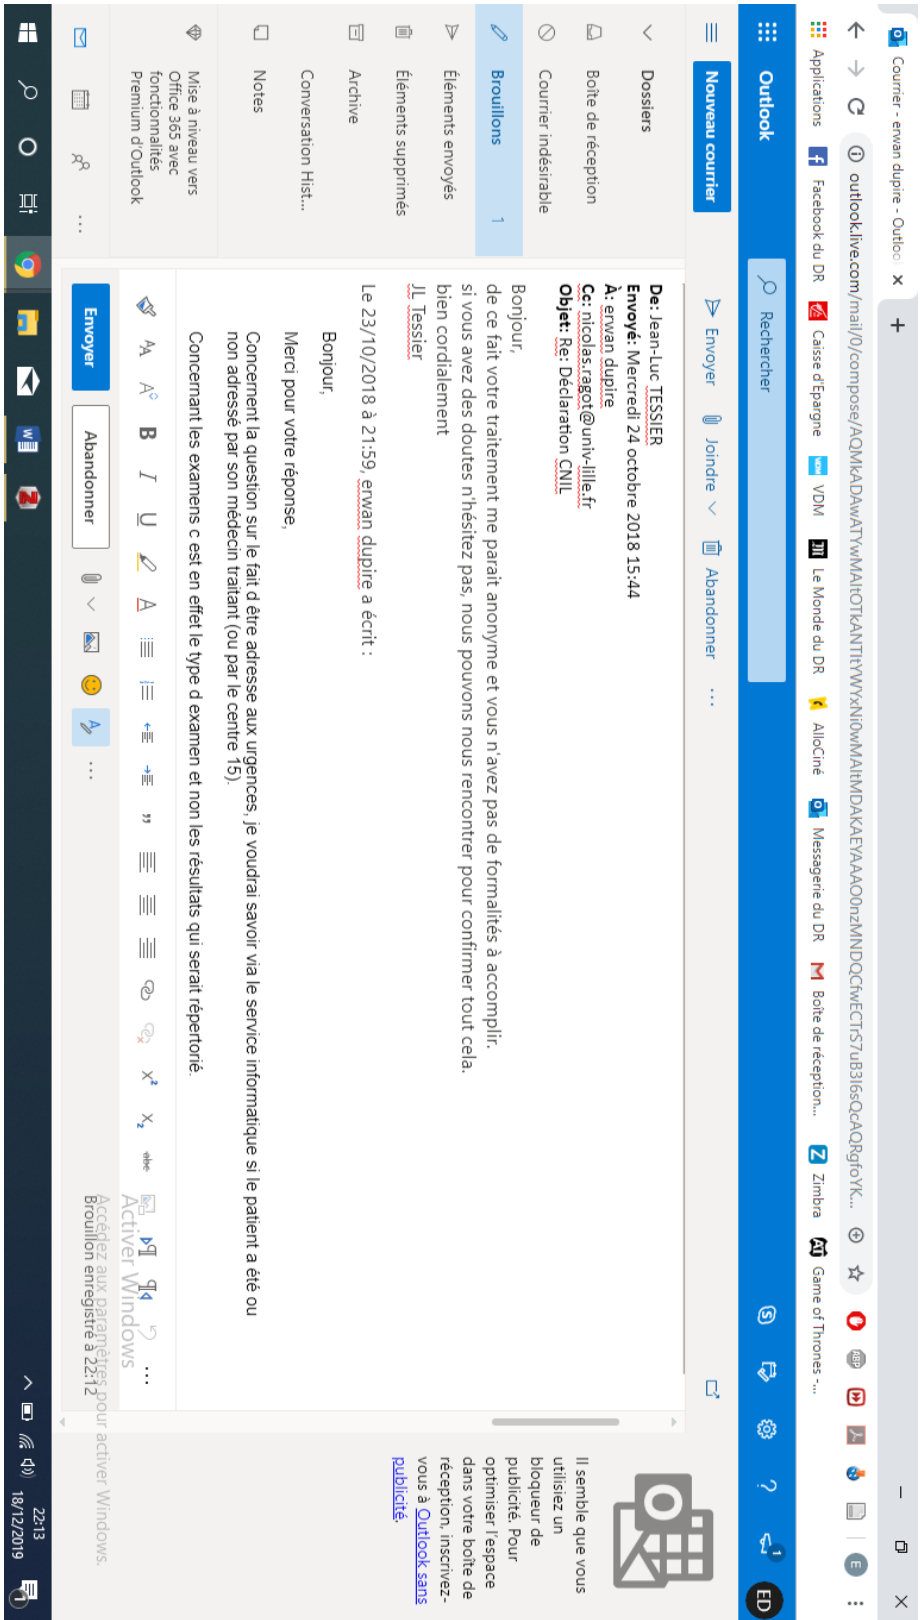 Courrier - erwan dupire - Outloo
outlook.live.com/mail/0/compose/AQMkADAwATYwMAItOTkANTItYWYxNi0wMAItMDAKAEYAAAO0nzMNDQCfwECTrS7uB3I6sQcAQRgfoYK...
Applications
Facebook du DR
Caisse d'Epargne
VDM
Le Monde du DR
AlloCiné
Messagerie du DR
Boîte de réception...
Zimbra
Game of Thrones -...
Outlook
Rechercher
ED
Nouveau courrier
Envoyer
Joindre
Abandonner
Dossiers
Boîte de réception
Courrier indésirable
Brouillons 1
Éléments envoyés
Éléments supprimés
Archive
Conversation Hist...
Notes
Mise à niveau vers
Office 365 avec
fonctionnalités
Premium d'Outlook
De: Jean-Luc TESSIER
Envoyé: Mercredi 24 octobre 2018 15:44
À: erwan dupire
Cc: nicolas.ragot@univ-lille.fr
Objet: Re: Déclaration CNIL
Bonjour,
de ce fait votre traitement me parait anonyme et vous n'avez pas de formalités à accomplir.
si vous avez des doutes n'hésitez pas, nous pouvons nous rencontrer pour confirmer tout cela.
bien cordialement
JL Tessier
Le 23/10/2018 à 21:59, erwan dupire a écrit :
Bonjour,
Merci pour votre réponse,
Concernent la question sur le fait d être adresse aux urgences, je voudrai savoir via le service informatique si le patient a été ou
non adressé par son médecin traitant (ou par le centre 15).
Concernant les examens c est en effet le type d examen et non les résultats qui serait répertorié.
Envoyer
Abandonner
Brouillon enregistré à 22:12
Activer Windows
Accédez aux paramètres pour activer Windows.
Il semble que vous
utilisiez un
bloqueur de
publicité. Pour
optimiser l'espace
dans votre boîte de
réception, inscrivez-
vous à Outlook sans
publicité.
22:13
18/12/2019